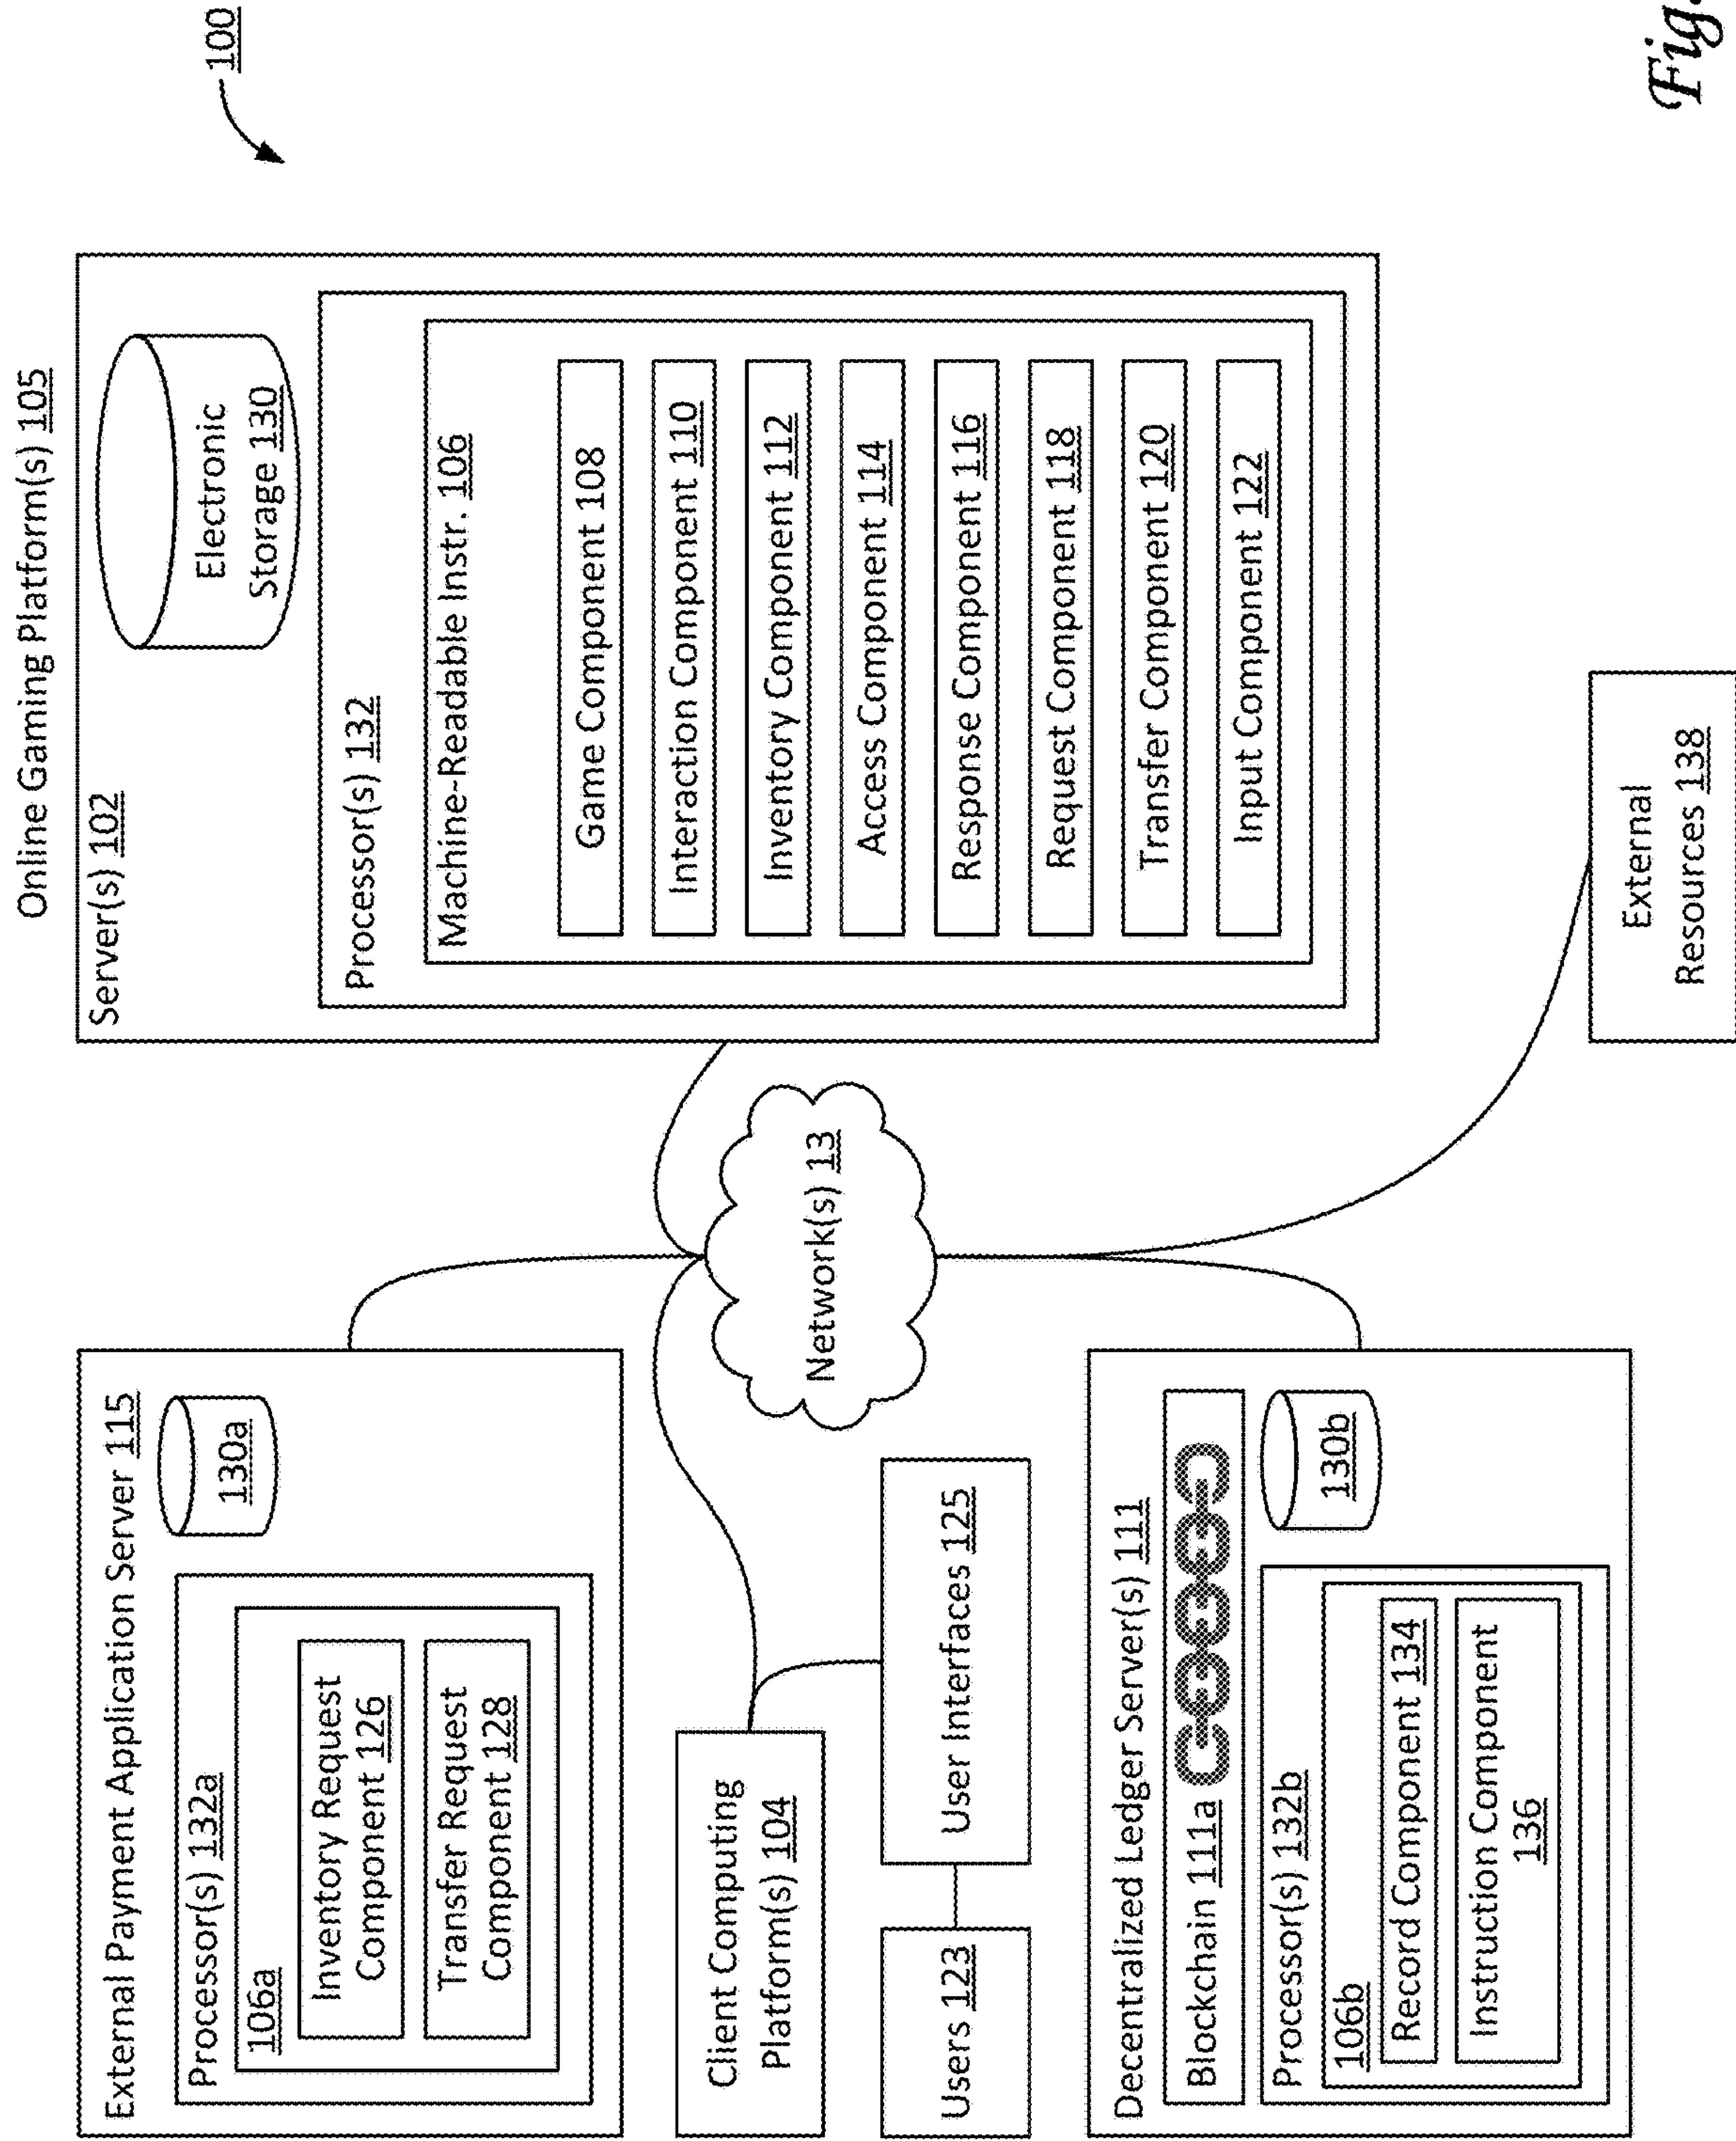 100
External Payment Application Server 115
Processor(s) 132a
130a
106a
Inventory Request
Component 126
Transfer Request
Component 128
Client Computing
Platform(s) 104
Users 123
User Interfaces 125
Decentralized Ledger Server(s) 111
Blockchain 111a
Processor(s) 132b
130b
106b
Record Component 134
Instruction Component
136
Network(s) 13
Online Gaming Platform(s) 105
Server(s) 102
Electronic
Storage 130
Processor(s) 132
Machine-Readable Instr. 106
Game Component 108
Interaction Component 110
Inventory Component 112
Access Component 114
Response Component 116
Request Component 118
Transfer Component 120
Input Component 122
External
Resources 138
Fig.